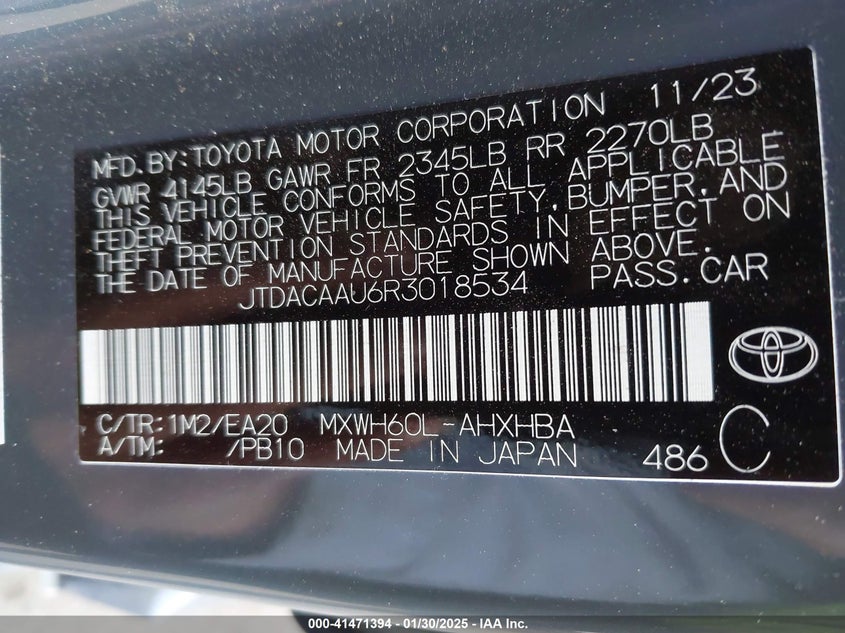 MFD.BY:TOYOTA MOTOR CORPORATION 11/23
GVWR 4145LB GAWR FR 2345LB RR 2270LB
THIS VEHICLE CONFORMS TO ALL APPLICABLE
FEDERAL MOTOR VEHICLE SAFETY,BUMPER,AND
THEFT PREVENTION STANDARDS IN EFFECT ON
THE DATE OF MANUFACTURE SHOWN ABOVE.
JTDACAAU6R3018534 PASS.CAR
C/TR:1M2/EA20 MXWH60L-AHXHBA
A/TM: /PB10 MADE IN JAPAN 486 C
000-41471394 - 01/30/2025 - IAA Inc.